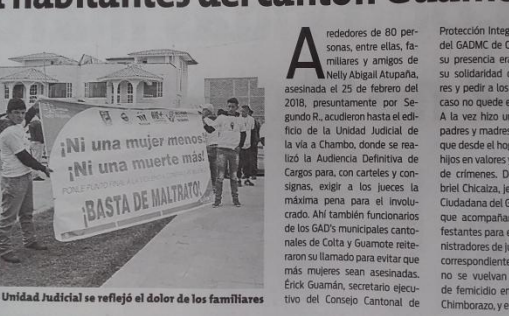 habitantes del cantón
¡Ni una mujer menos
¡Ni una muerte más!
PONLE PUNTO FINAL A LA
¡BASTA DE MALTRATO!
Unidad Judicial se reflejó el dolor de los familiares
Arededores de 80 per-
sonas, entre ellas, fa-
miliares y amigos de
Nelly Abigail Atupaña,
asesinada el 25 de febrero del
2018, presuntamente por Se-
gundo R., acudieron hasta el edi-
ficio de la Unidad Judicial de
la vía a Chambo, donde se rea-
lizó la Audiencia Definitiva de
Cargos para, con carteles y con-
signas, exigir a los jueces la
máxima pena para el involu-
crado. Ahí también funcionarios
de los GAD's municipales canto-
nales de Colta y Guamote reite-
raron su llamado para evitar que
más mujeres sean asesinadas.
Érick Guamán, secretario ejecu-
tivo del Consejo Cantonal de
Protección Integ
del GADMC de C
su presencia era
su solidaridad c
res y pedir a los
caso no quede e
A la vez hizo u
padres y madres
que desde el hog
hijos en valores y
de crímenes. D
briel Chicaiza, je
Ciudadana del G
que acompañar
festantes para e
nistradores de ju
correspondiente
no se vuelvan
de femicidio en
Chimborazo, y e